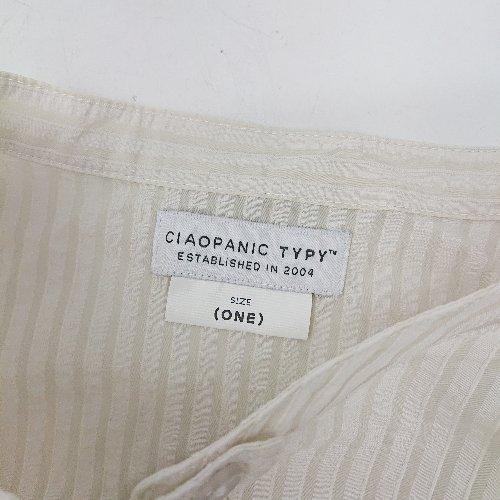 CIAOPANIC TYPY™
ESTABLISHED IN 2004
SIZE
(ONE)